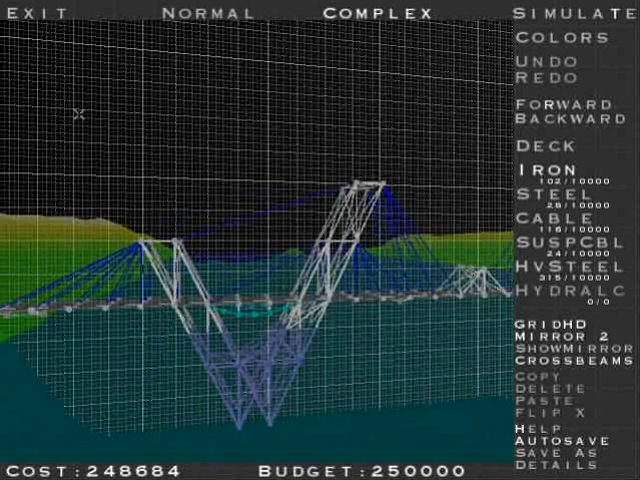 EXIT NORMAL COMPLEX SIMULATE
COLORS
UNDO
REDO
FORWARD
BACKWARD
DECK
IRON
102/10000
STEEL
28/10000
CABLE
116/10000
SUSPCBL
24/10000
HVSTEEL
315/10000
HYDRALC
0/0
GRIDHD
MIRROR 2
SHOWMIRROR
CROSSBEAMS
COPY
DELETE
PASTE
FLIP X
HELP
AUTOSAVE
SAVE AS
DETAILS
COST:248684 BUDGET:250000